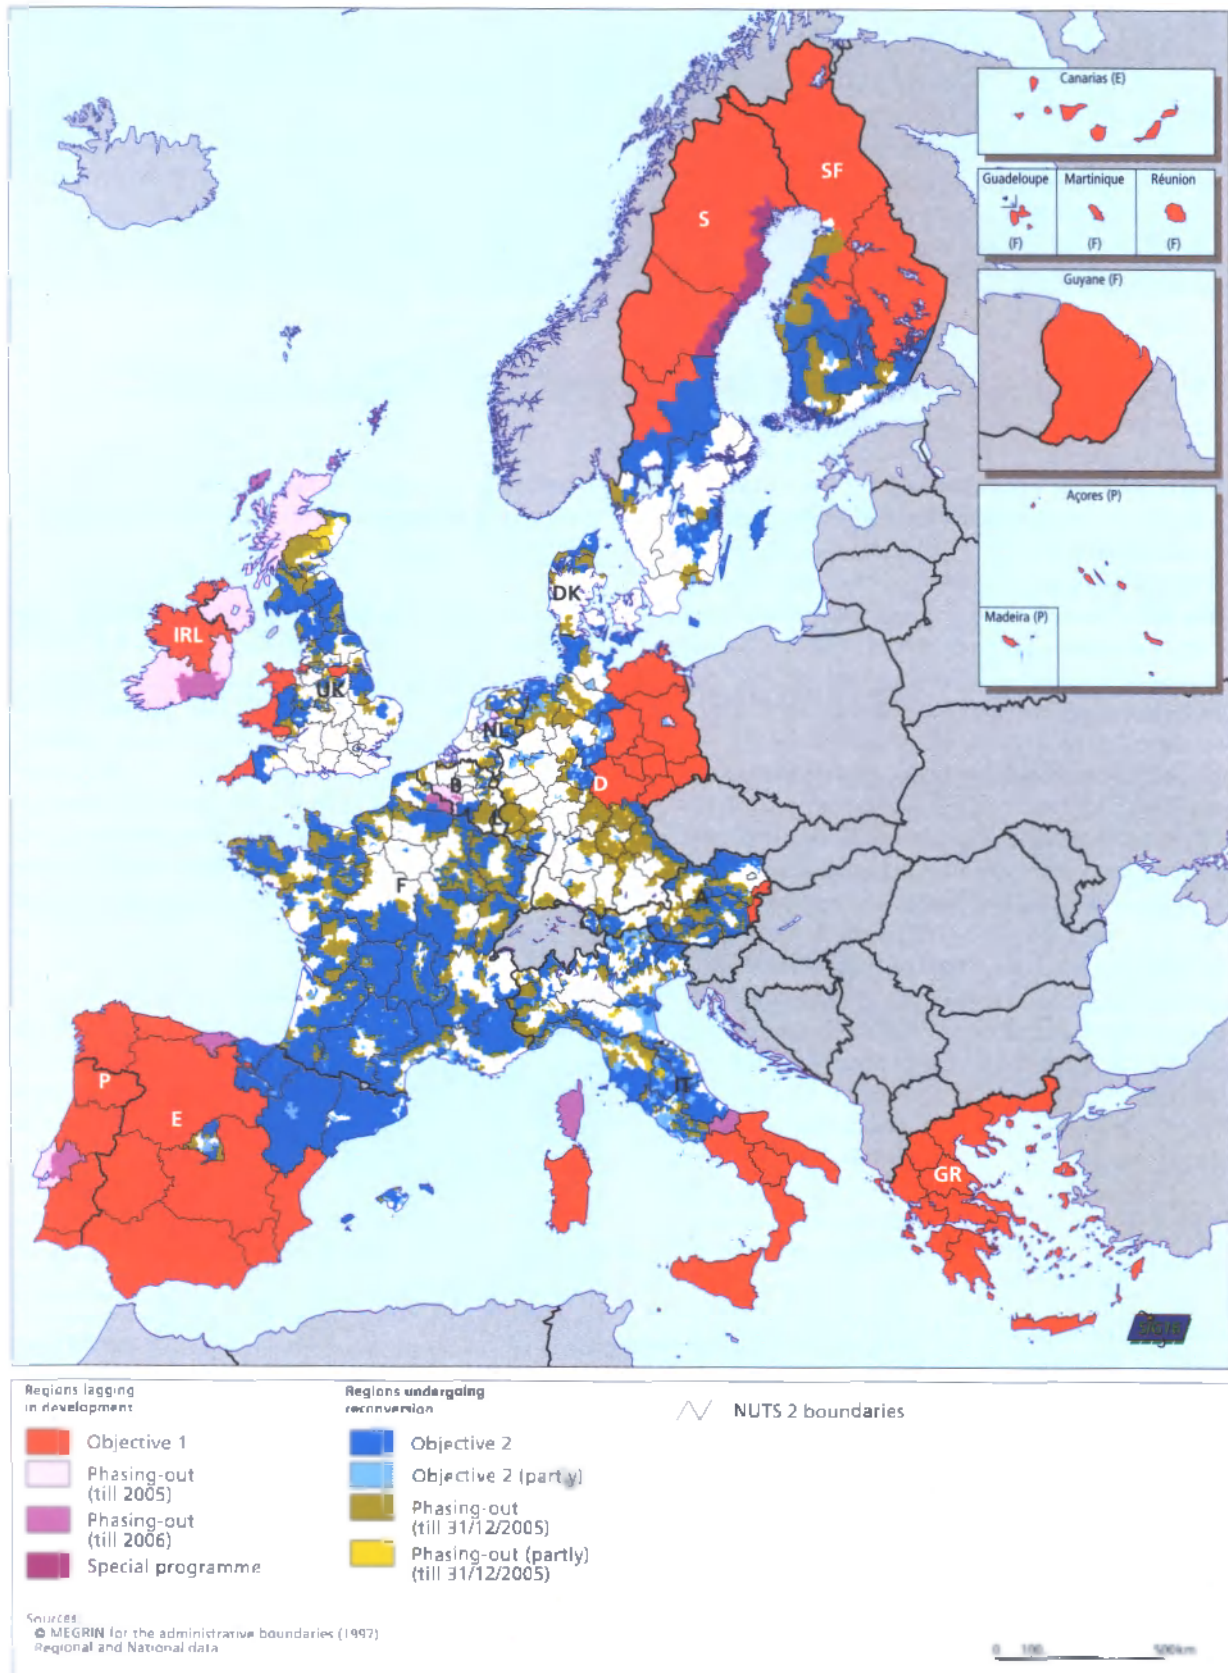 Canarias (E)
Guadeloupe
Martinique
Réunion
(F)
(F)
(F)
Guyane (F)
Açores (P)
Madeira (P)
SF
S
DK
IRL
UK
NL
B
D
L
F
A
P
E
IT
GR
Regions lagging
in development
Objective 1
Phasing-out
(till 2005)
Phasing-out
(till 2006)
Special programme
Regions undergoing
reconversion
Objective 2
Objective 2 (partly)
Phasing-out
(till 31/12/2005)
Phasing-out (partly)
(till 31/12/2005)
NUTS 2 boundaries
Sources:
© MEGRIN for the administrative boundaries (1997)
Regional and National data
0 100 500km